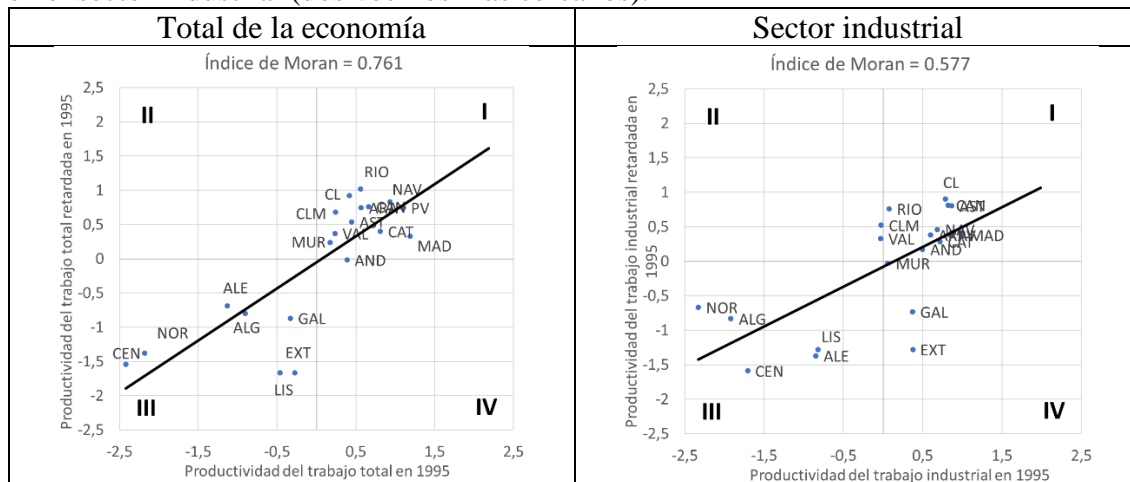 sector industrial (dos vecinos más cercanos).
Total de la economía
Sector industrial
Índice de Moran = 0.761
Productividad del trabajo total retardada en 1995
2,5
2
1,5
1
0,5
0
-0,5
-1
-1,5
-2
-2,5
II
I
III
IV
RIO
CL
NAV
CLM
PV
AST
VAL
CAT
MUR
MAD
AND
ALE
ALG
GAL
NOR
CEN
EXT
LIS
-2,5
-1,5
-0,5
0,5
1,5
2,5
Productividad del trabajo total en 1995
Índice de Moran = 0.577
Productividad del trabajo industrial retardada en
1995
2,5
2
1,5
1
0,5
0
-0,5
-1
-1,5
-2
-2,5
II
I
III
IV
CL
RIO
CLM
NAV
VAL
MAD
CAT
AND
MUR
NOR
ALG
GAL
LIS
ALE
EXT
CEN
-2,5
-1,5
-0,5
0,5
1,5
2,5
Productividad del trabajo industrial en 1995